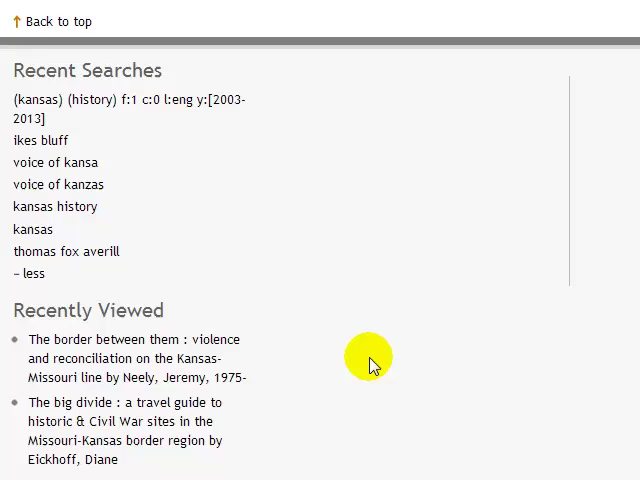 ↑ Back to top
Recent Searches
(kansas) (history) f:1 c:0 l:eng y:[2003-
2013]
ikes bluff
voice of kansa
voice of kanzas
kansas history
kansas
thomas fox averill
– less
Recently Viewed
The border between them : violence
and reconciliation on the Kansas-
Missouri line by Neely, Jeremy, 1975-
The big divide : a travel guide to
historic & Civil War sites in the
Missouri-Kansas border region by
Eickhoff, Diane